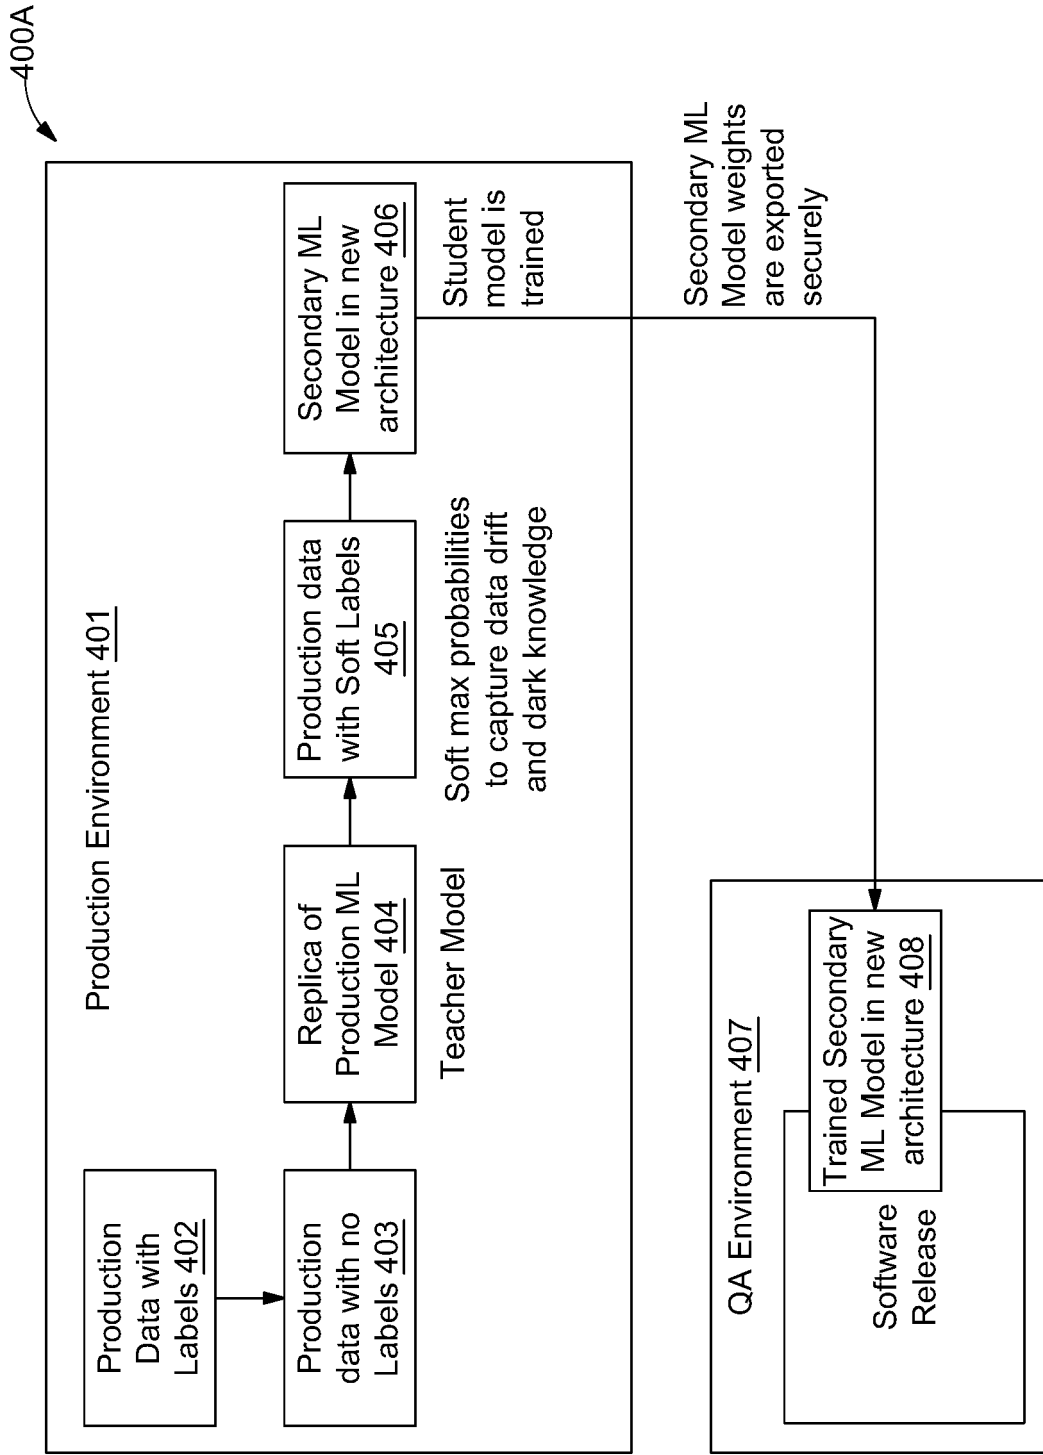 400A
Production Environment 401
Production
Data with
Labels 402
Production
data with no
Labels 403
Replica of
Production ML
Model 404
Teacher Model
Production data
with Soft Labels
405
Soft max probabilities
to capture data drift
and dark knowledge
Secondary ML
Model in new
architecture 406
Student
model is
trained
Secondary ML
Model weights
are exported
securely
QA Environment 407
Trained Secondary
ML Model in new
architecture 408
Software
Release